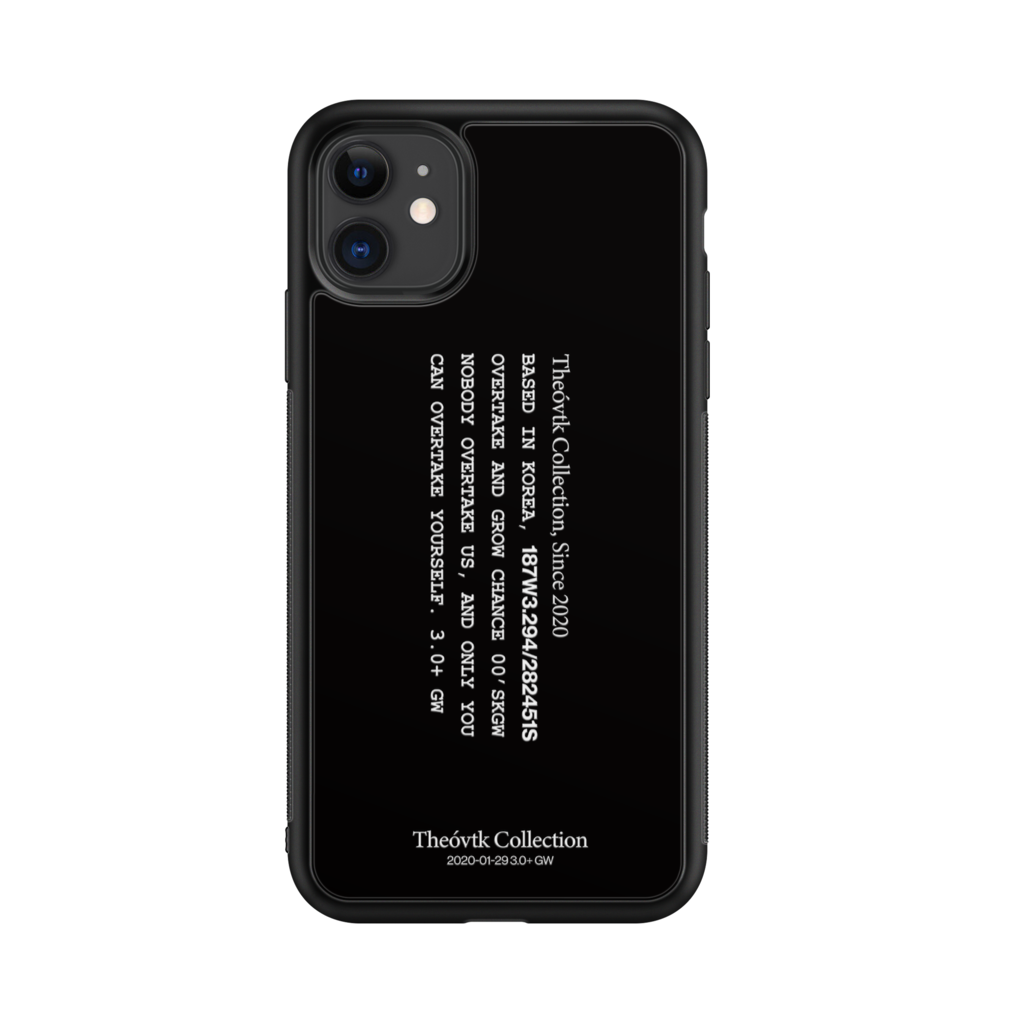 Theóvtk Collection, Since 2020
BASED IN KOREA, 187W3.294/282451S
OVERTAKE AND GROW CHANCE 00'SKGW
NOBODY OVERTAKE US, AND ONLY YOU
CAN OVERTAKE YOURSELF. 3.0+ GW
Theóvtk Collection
2020-01-29 3.0+ GW